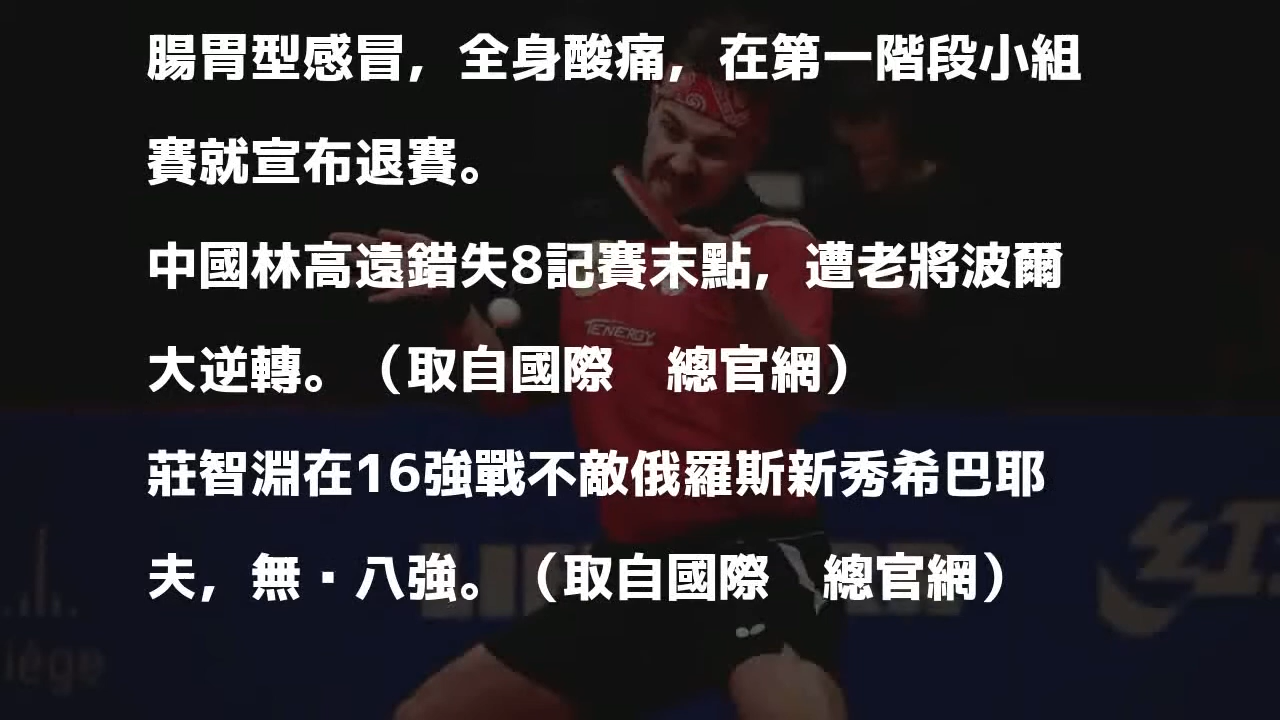 腸胃型感冒，全身酸痛，在第一階段小組
賽就宣布退賽。
中國林高遠錯失8記賽末點，遭老將波爾
大逆轉。（取自國際　總官網）
莊智淵在16強戰不敵俄羅斯新秀希巴耶
夫，無·八強。（取自國際　總官網）
TENERGY
iège